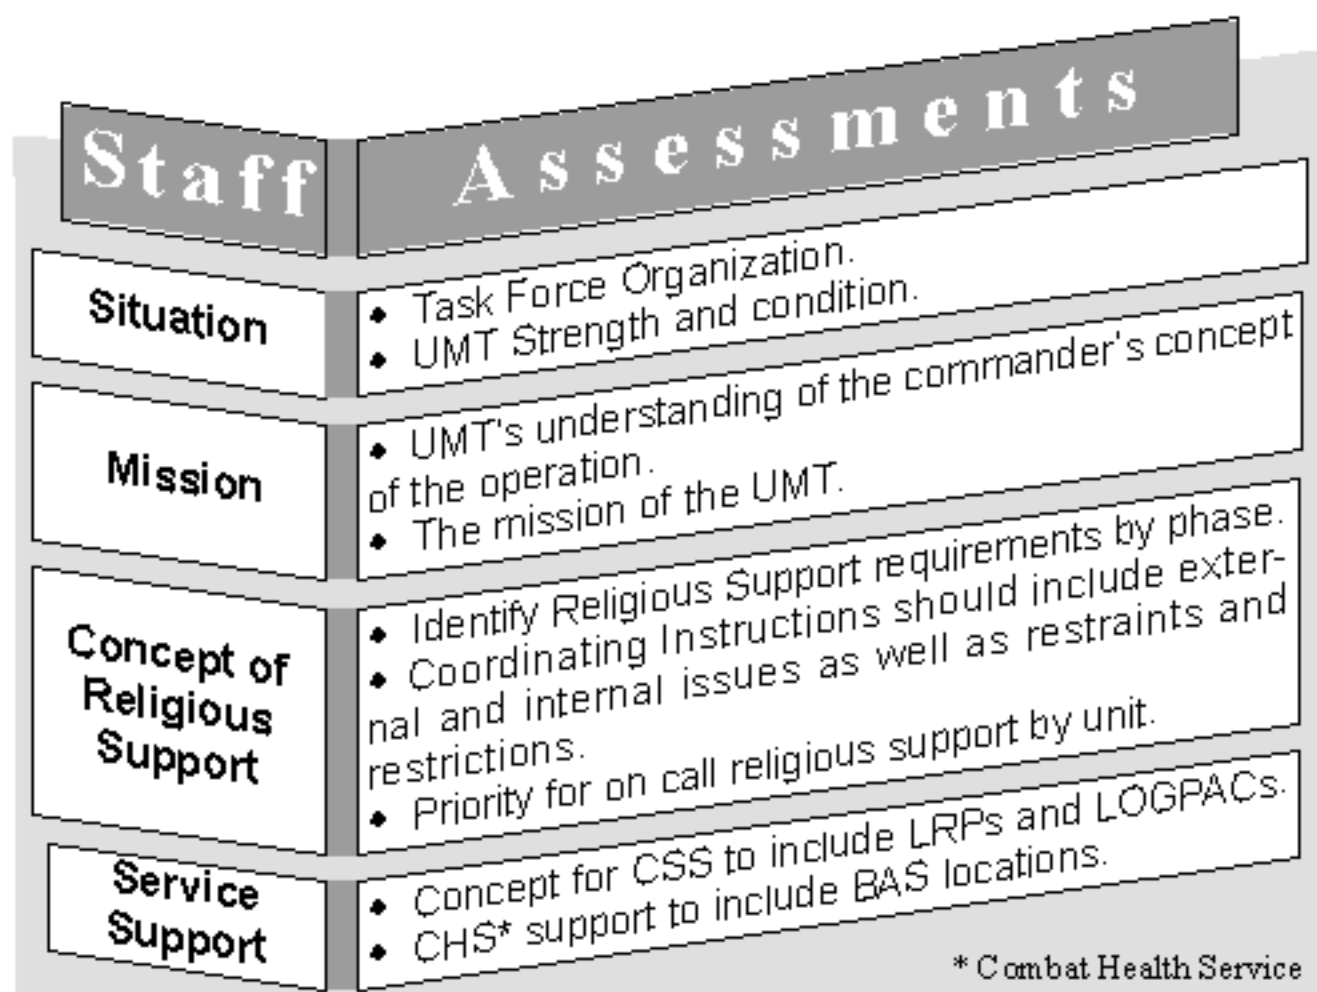 Staff Assessments
Situation
• Task Force Organization.
• UMT Strength and condition.
Mission
• UMT's understanding of the commander's concept
of the operation.
• The mission of the UMT.
Concept of
Religious
Support
• Identify Religious Support requirements by phase.
• Coordinating Instructions should include exter-
nal and internal issues as well as restraints and
restrictions.
• Priority for on call religious support by unit.
Service
Support
• Concept for CSS to include LRPs and LOGPACs.
• CHS* support to include BAS locations.
* Combat Health Service